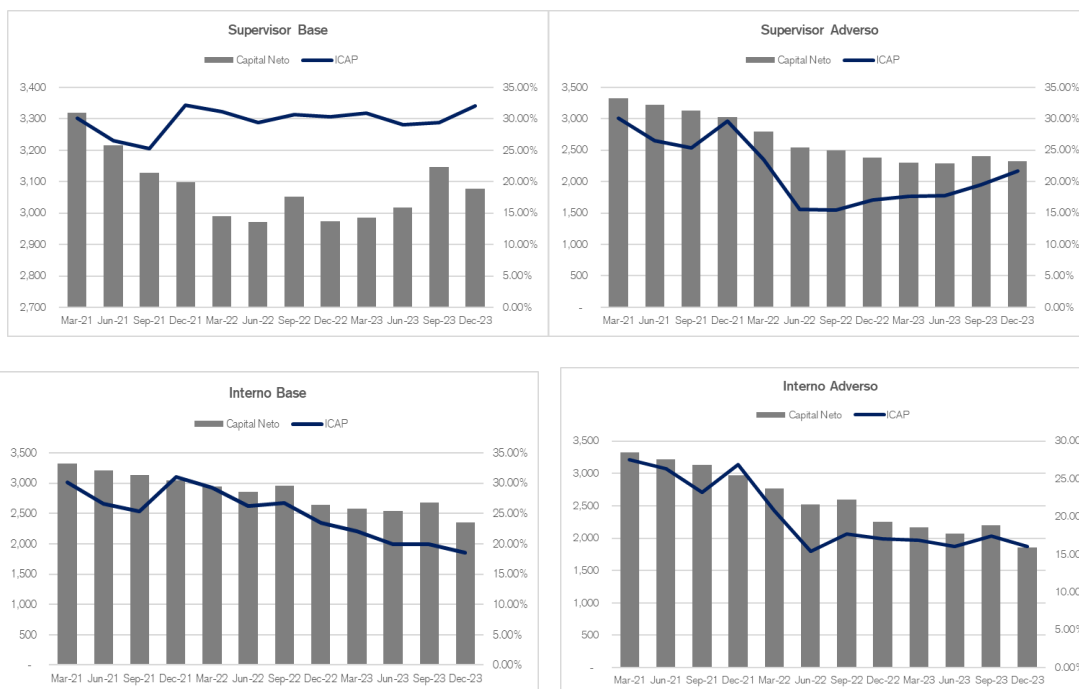 Supervisor Base
Capital Neto ICAP
3,400 35.00%
3,300 30.00%
3,200 25.00%
3,100 20.00%
3,000 15.00%
2,900 10.00%
2,800 5.00%
2,700 0.00%
Mar-21 Jun-21 Sep-21 Dec-21 Mar-22 Jun-22 Sep-22 Dec-22 Mar-23 Jun-23 Sep-23 Dec-23
Supervisor Adverso
Capital Neto ICAP
3,500 35.00%
3,000 30.00%
2,500 25.00%
2,000 20.00%
1,500 15.00%
1,000 10.00%
500 5.00%
- 0.00%
Mar-21 Jun-21 Sep-21 Dec-21 Mar-22 Jun-22 Sep-22 Dec-22 Mar-23 Jun-23 Sep-23 Dec-23
Interno Base
Capital Neto ICAP
3,500 35.00%
3,000 30.00%
2,500 25.00%
2,000 20.00%
1,500 15.00%
1,000 10.00%
500 5.00%
- 0.00%
Mar-21 Jun-21 Sep-21 Dec-21 Mar-22 Jun-22 Sep-22 Dec-22 Mar-23 Jun-23 Sep-23 Dec-23
Interno Adverso
Capital Neto ICAP
3,500 30.00%
3,000 25.00%
2,500 20.00%
2,000 15.00%
1,500 10.00%
1,000 5.00%
500 0.00%
-
Mar-21 Jun-21 Sep-21 Dec-21 Mar-22 Jun-22 Sep-22 Dec-22 Mar-23 Jun-23 Sep-23 Dec-23